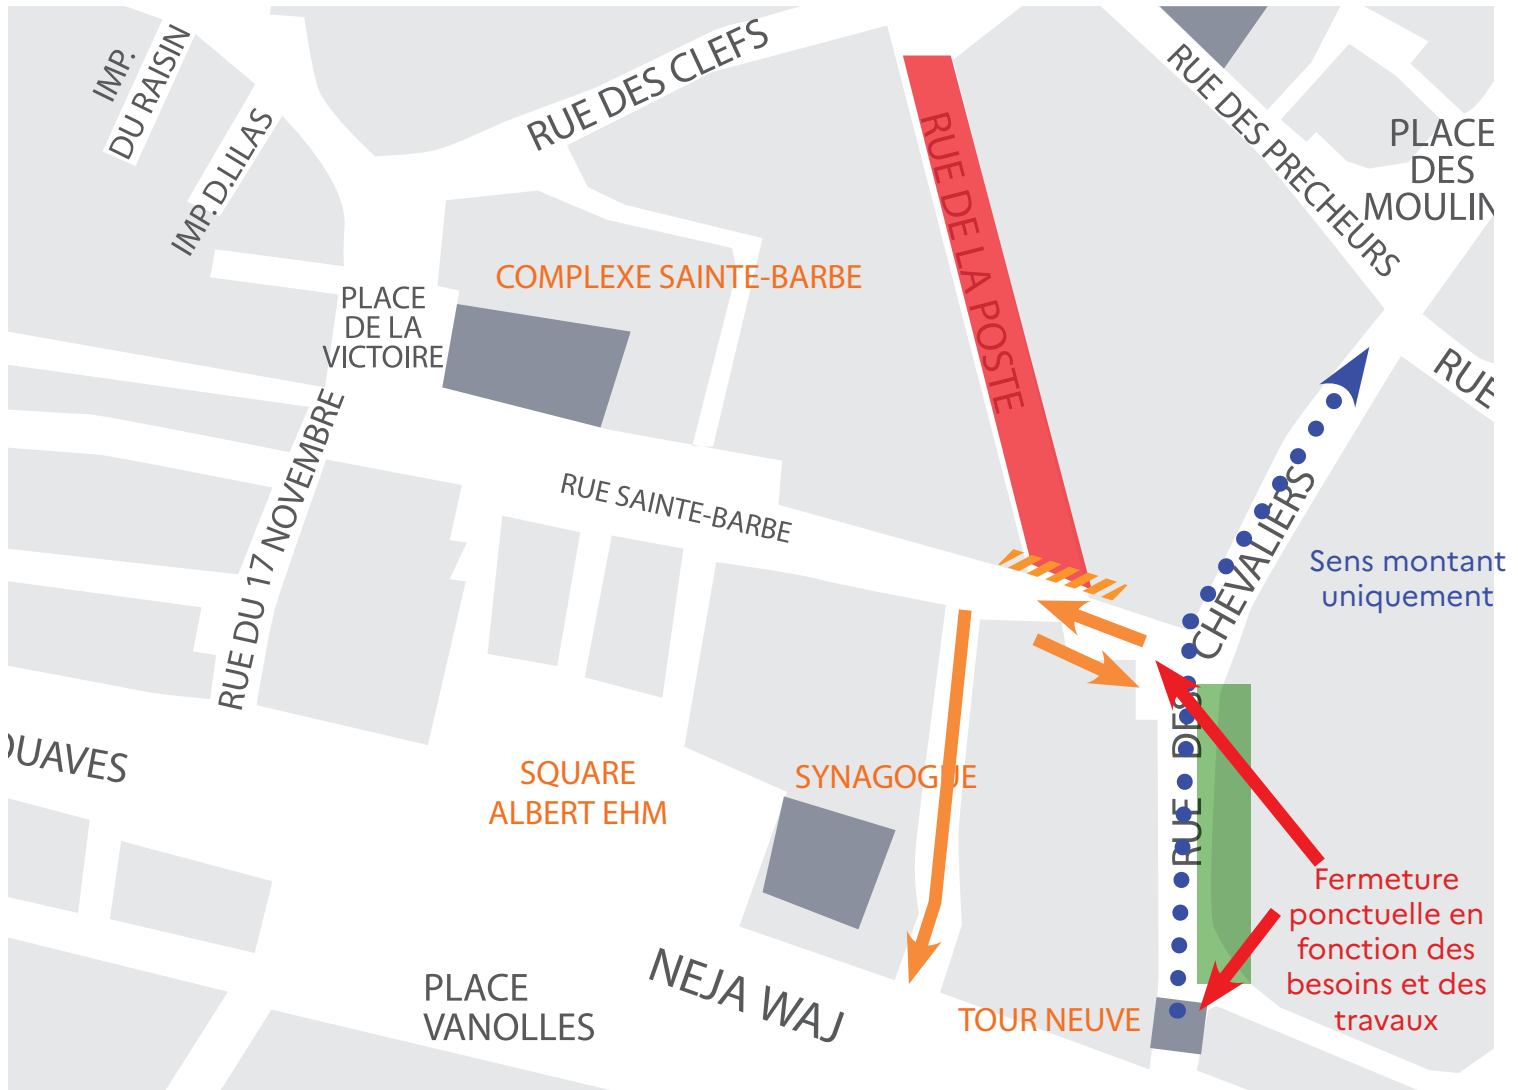 IMP.
DU RAISIN
IMP. D.LILAS
RUE DES CLEFS
RUE DE LA POSTE
RUE DES PRECHEURS
PLACE
DES
MOULIN
COMPLEXE SAINTE-BARBE
PLACE
DE LA
VICTOIRE
RUE
RUE DU 17 NOVEMBRE
RUE SAINTE-BARBE
RUE DES CHEVALIERS
Sens montant
uniquement
OUAVES
SQUARE
ALBERT EHM
SYNAGOGUE
Fermeture
ponctuelle en
fonction des
besoins et des
travaux
NEJA WAJ
PLACE
VANOLLES
TOUR NEUVE